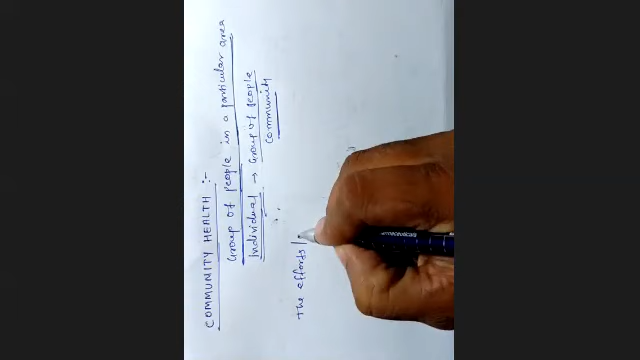 COMMUNITY HEALTH :-
Group of people in a particular area
Individual → Group of people
community
The efforts